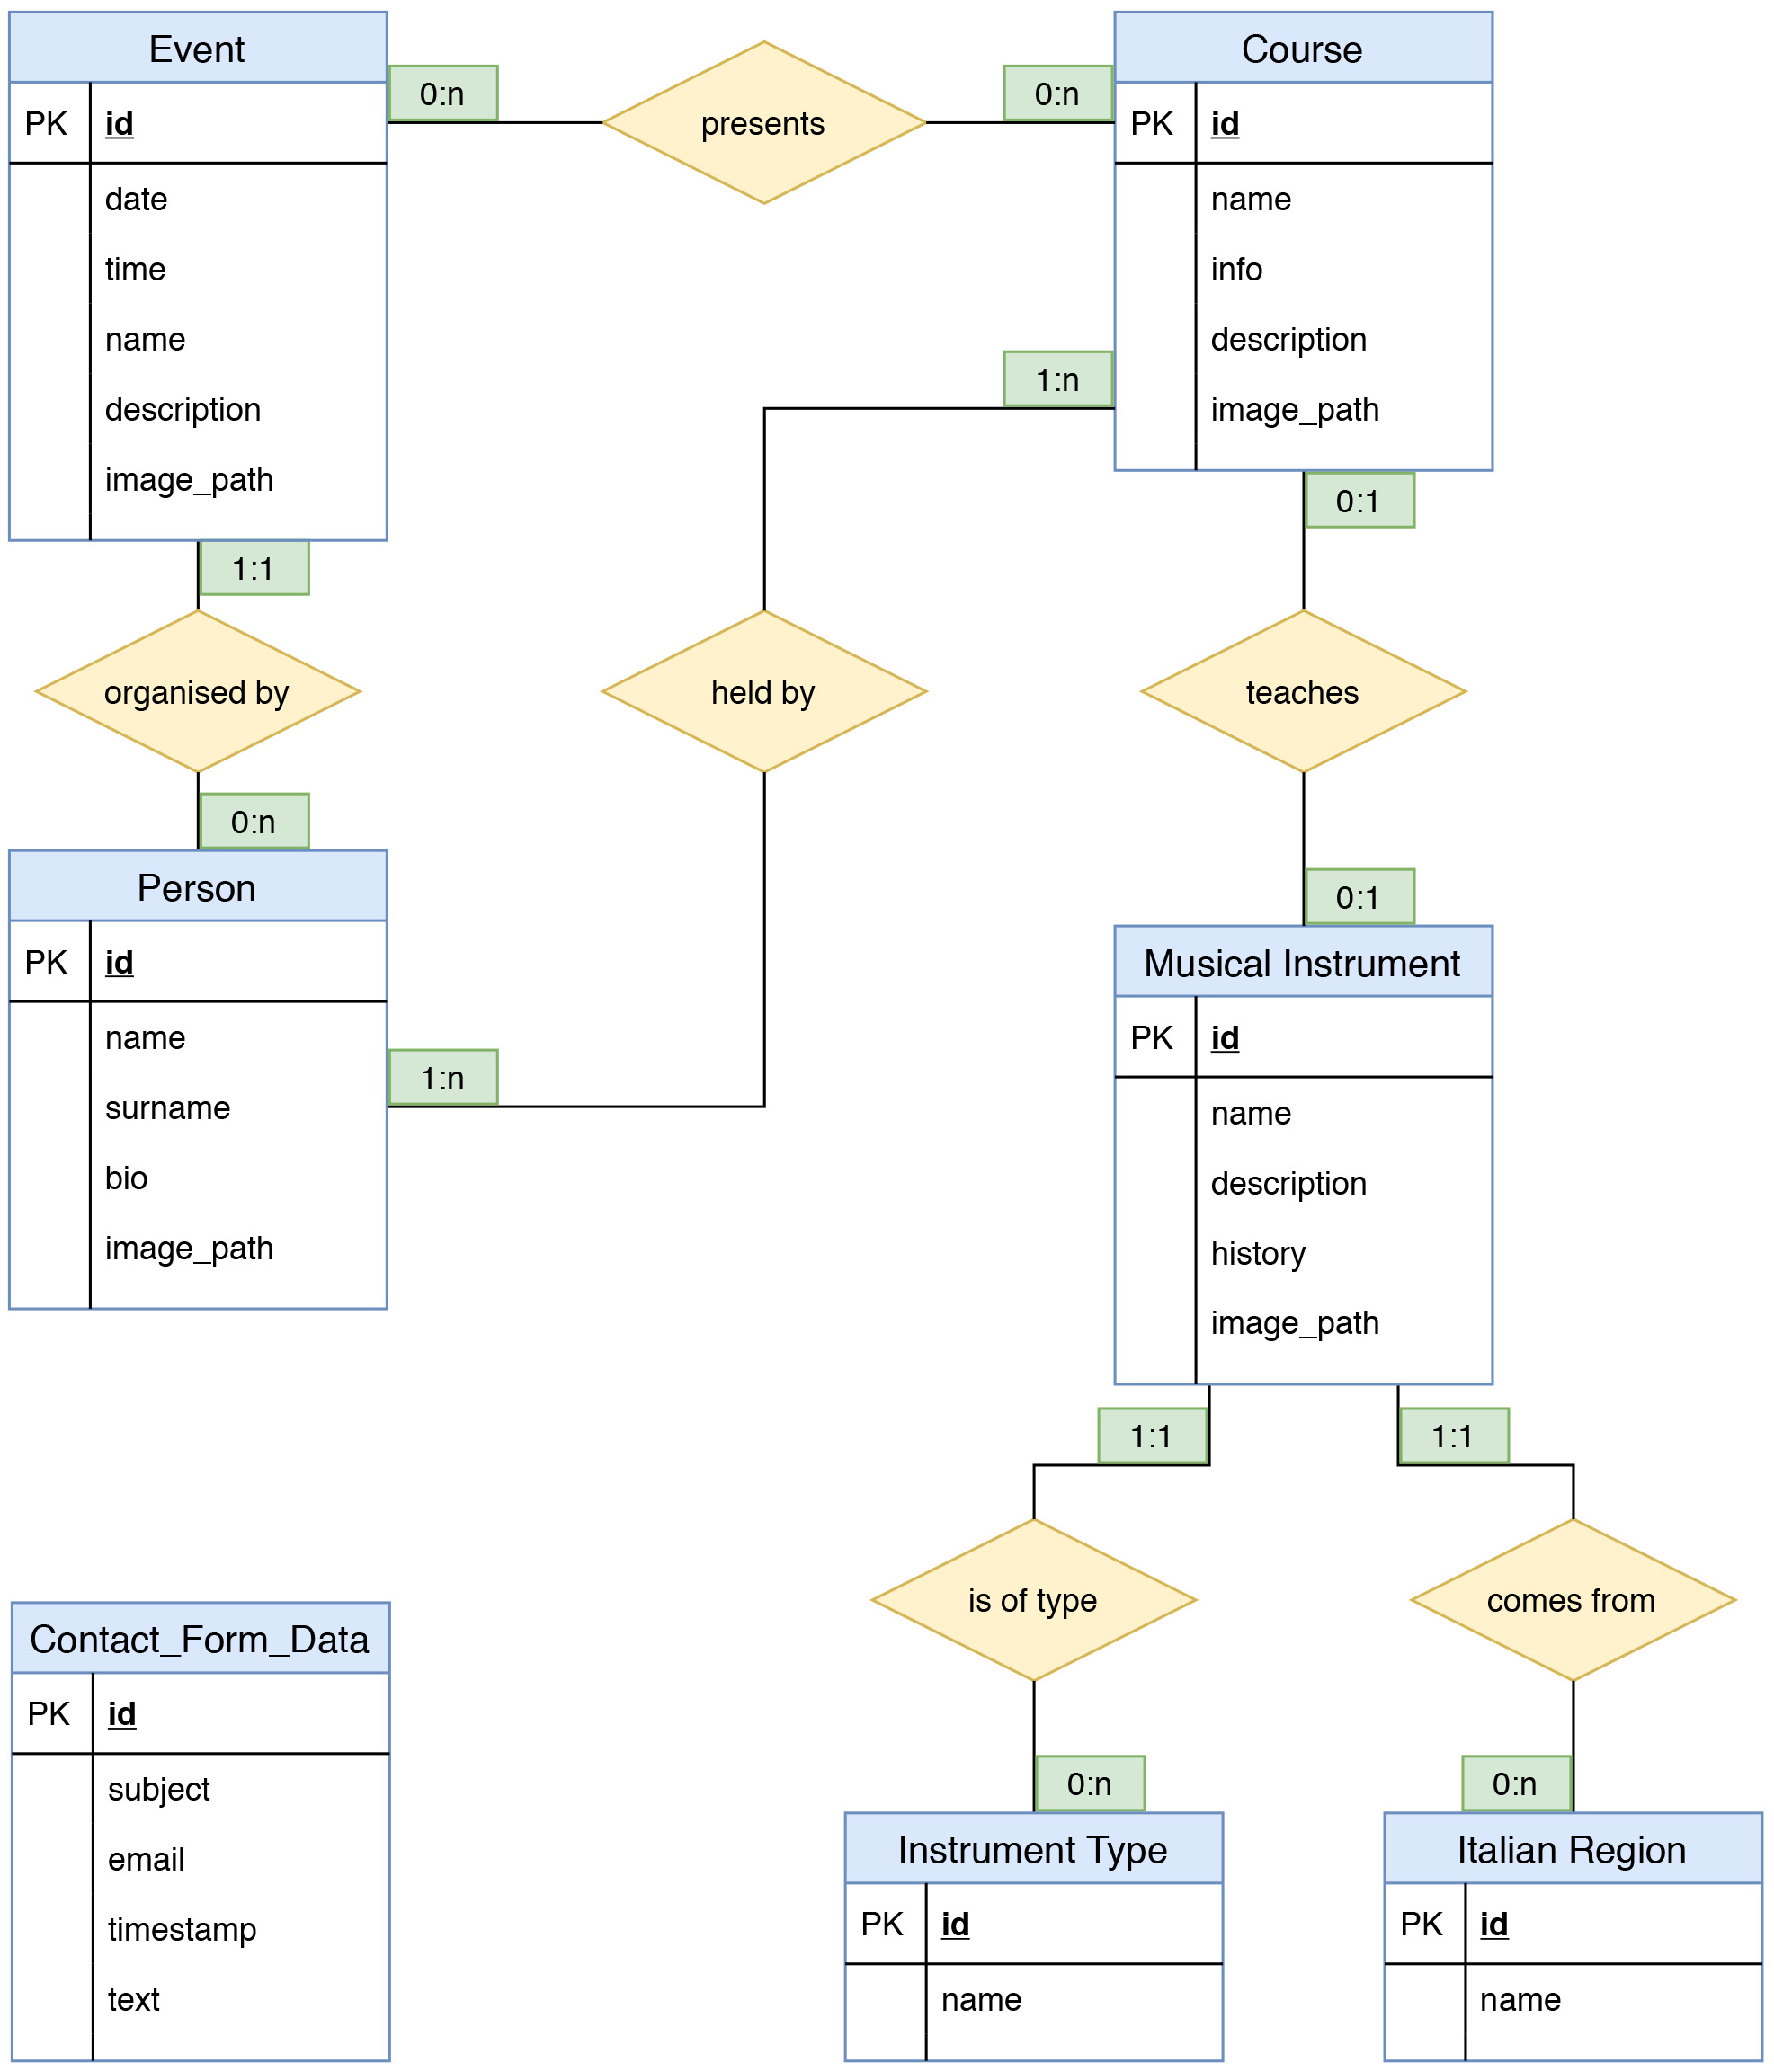 Event
PK id
date
time
name
description
image_path
0:n
presents
0:n
Course
PK id
name
info
description
image_path
1:n
0:1
1:1
organised by
held by
teaches
0:n
Person
PK id
name
surname
bio
image_path
1:n
0:1
Musical Instrument
PK id
name
description
history
image_path
1:1
1:1
is of type
comes from
Contact_Form_Data
PK id
subject
email
timestamp
text
0:n
Instrument Type
PK id
name
0:n
Italian Region
PK id
name